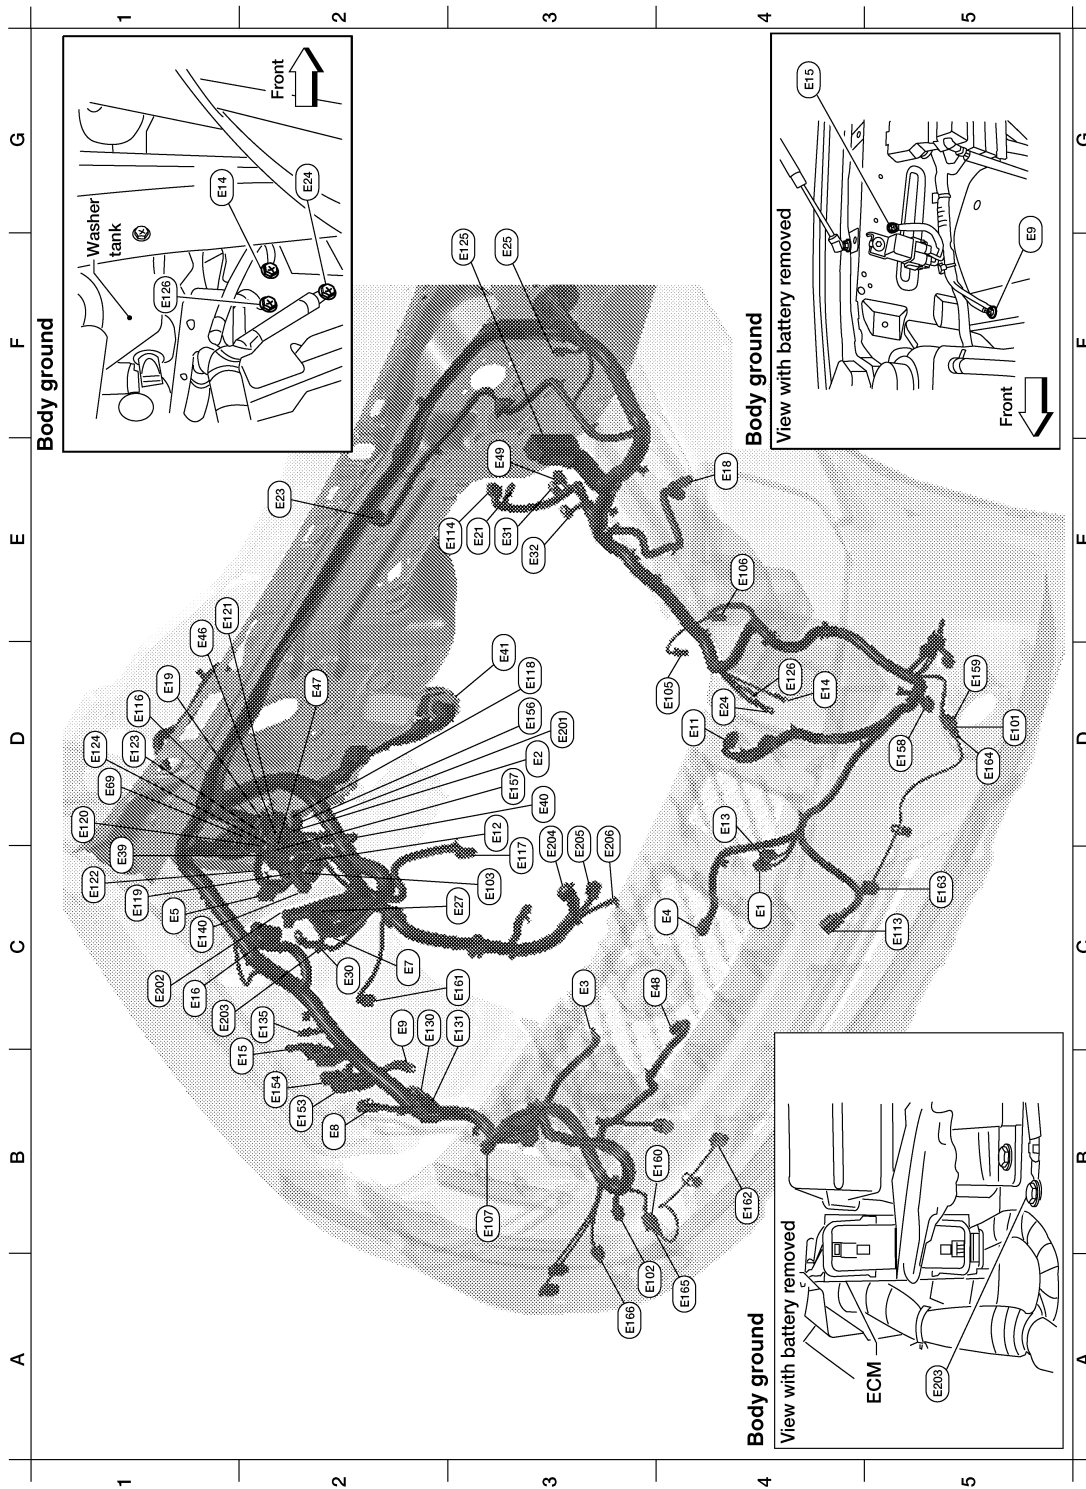 1
2
3
4
5
G
F
E
D
C
B
A
Body ground
Washer
tank
E126
E14
E24
Front
Body ground
View with battery removed
E15
E9
Front
E125
E25
E49
E114
E21
E31
E32
E18
E23
E106
E105
E126
E14
E24
E11
E159
E101
E164
E158
E13
E1
E4
E163
E113
E121
E46
E19
E116
E123
E124
E69
E120
E39
E122
E119
E5
E140
E202
E16
E203
E47
E41
E118
E156
E201
E2
E157
E40
E12
E117
E103
E27
E7
E30
E161
E204
E205
E206
E135
E15
E154
E153
E8
E9
E130
E131
E3
E48
E107
E160
E162
E102
E165
E166
Body ground
View with battery removed
ECM
E203
G
F
E
D
C
B
A
1
2
3
4
5